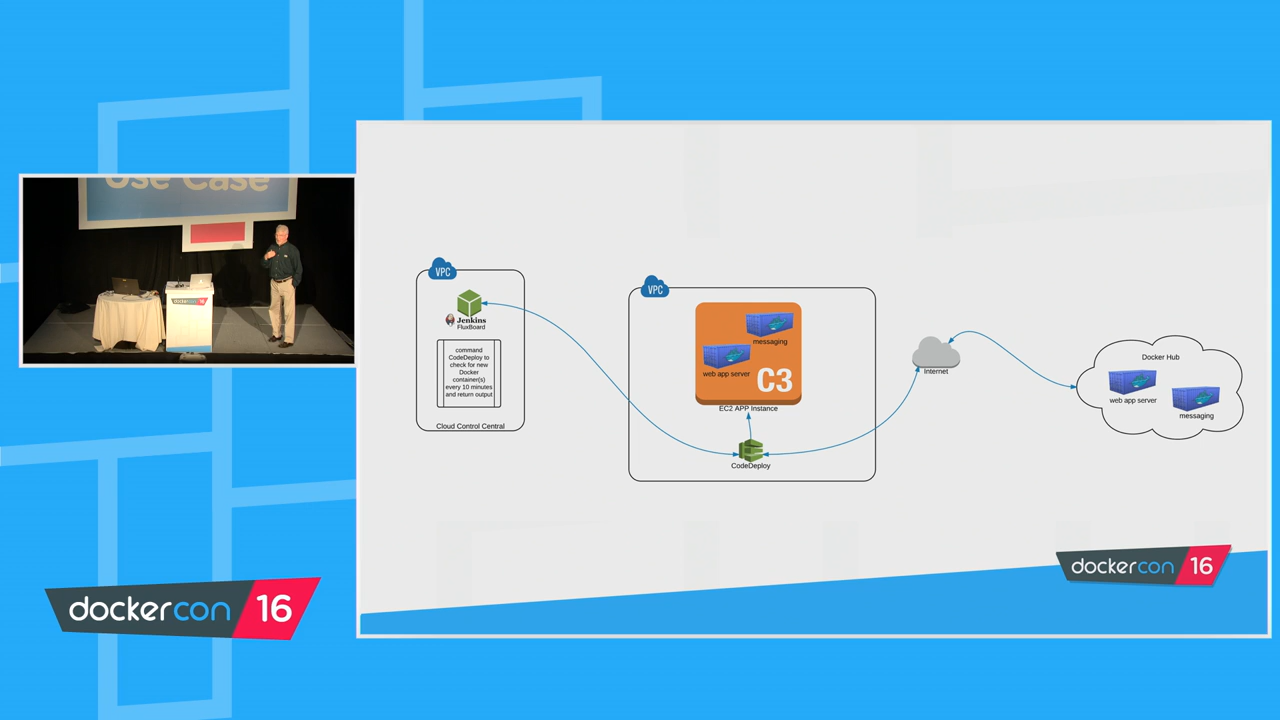 Use Case
dockercon 16
VPC
Jenkins
FluxBoard
command
CodeDeploy to
check for new
Docker
container(s)
every 10 minutes
and return output
Cloud Control Central
VPC
messaging
web app server
C3
EC2 APP Instance
CodeDeploy
Internet
Docker Hub
web app server
messaging
dockercon 16
dockercon 16